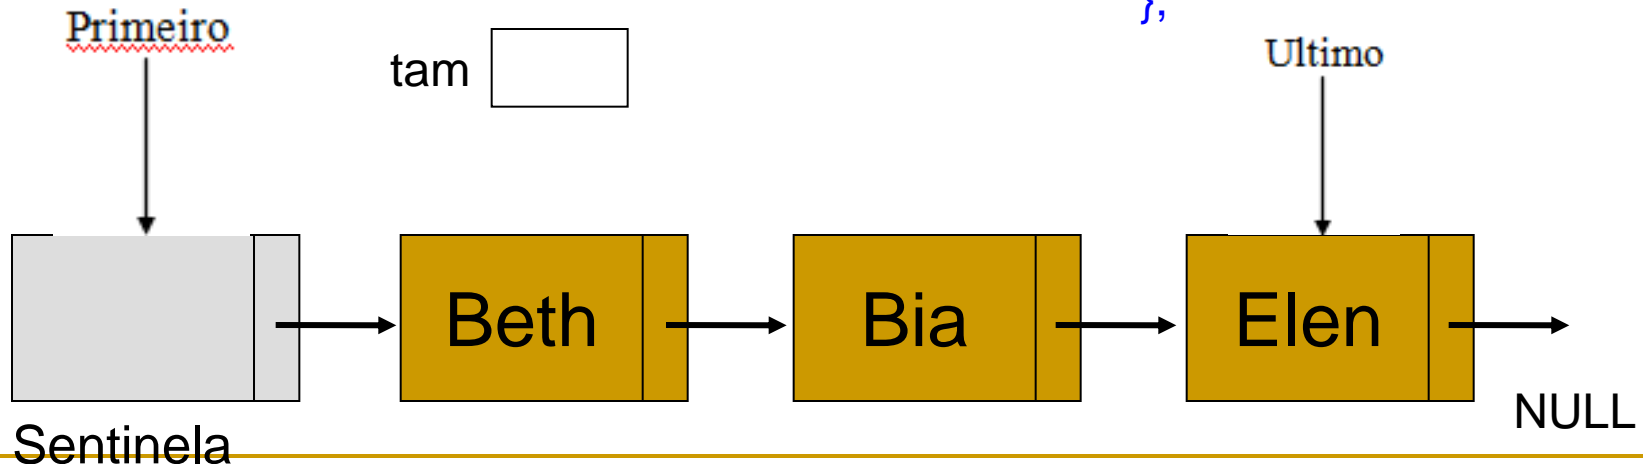 };
Primeiro
Ultimo
tam
Beth
Bia
Elen
NULL
Sentinela